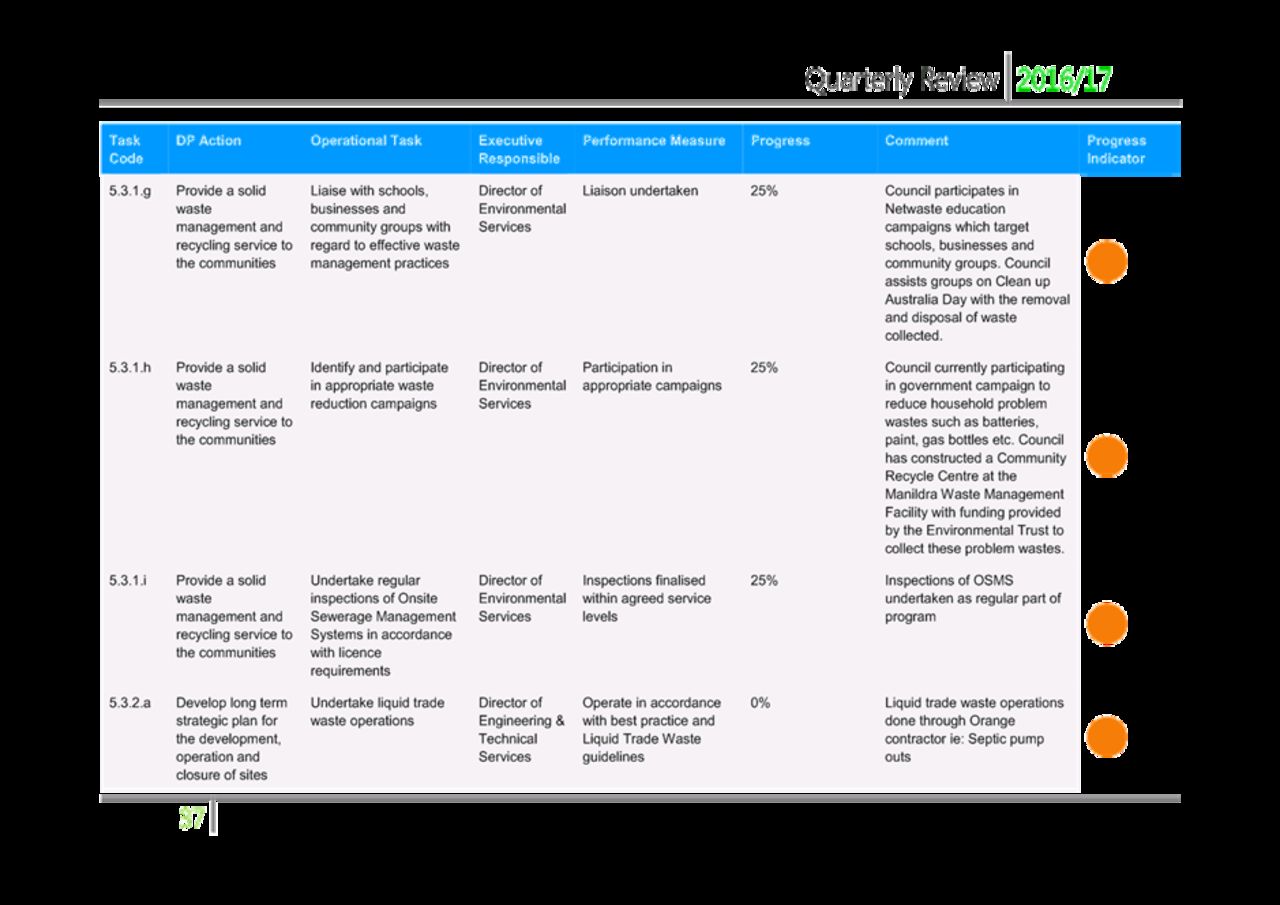 Quarterly Review 2016/17
Task Code
DP Action
Operational Task
Executive Responsible
Performance Measure
Progress
Comment
Progress Indicator
5.3.1.g
Provide a solid
waste
management and
recycling service to
the communities
Liaise with schools,
businesses and
community groups with
regard to effective waste
management practices
Director of
Environmental
Services
Liaison undertaken
25%
Council participates in
Netwaste education
campaigns which target
schools, businesses and
community groups. Council
assists groups on Clean up
Australia Day with the removal
and disposal of waste
collected.
5.3.1.h
Provide a solid
waste
management and
recycling service to
the communities
Identify and participate
in appropriate waste
reduction campaigns
Director of
Environmental
Services
Participation in
appropriate campaigns
25%
Council currently participating
in government campaign to
reduce household problem
wastes such as batteries,
paint, gas bottles etc. Council
has constructed a Community
Recycle Centre at the
Manildra Waste Management
Facility with funding provided
by the Environmental Trust to
collect these problem wastes.
5.3.1.i
Provide a solid
waste
management and
recycling service to
the communities
Undertake regular
inspections of Onsite
Sewerage Management
Systems in accordance
with licence
requirements
Director of
Environmental
Services
Inspections finalised
within agreed service
levels
25%
Inspections of OSMS
undertaken as regular part of
program
5.3.2.a
Develop long term
strategic plan for
the development,
operation and
closure of sites
Undertake liquid trade
waste operations
Director of
Engineering &
Technical
Services
Operate in accordance
with best practice and
Liquid Trade Waste
guidelines
0%
Liquid trade waste operations
done through Orange
contractor ie: Septic pump
outs
37